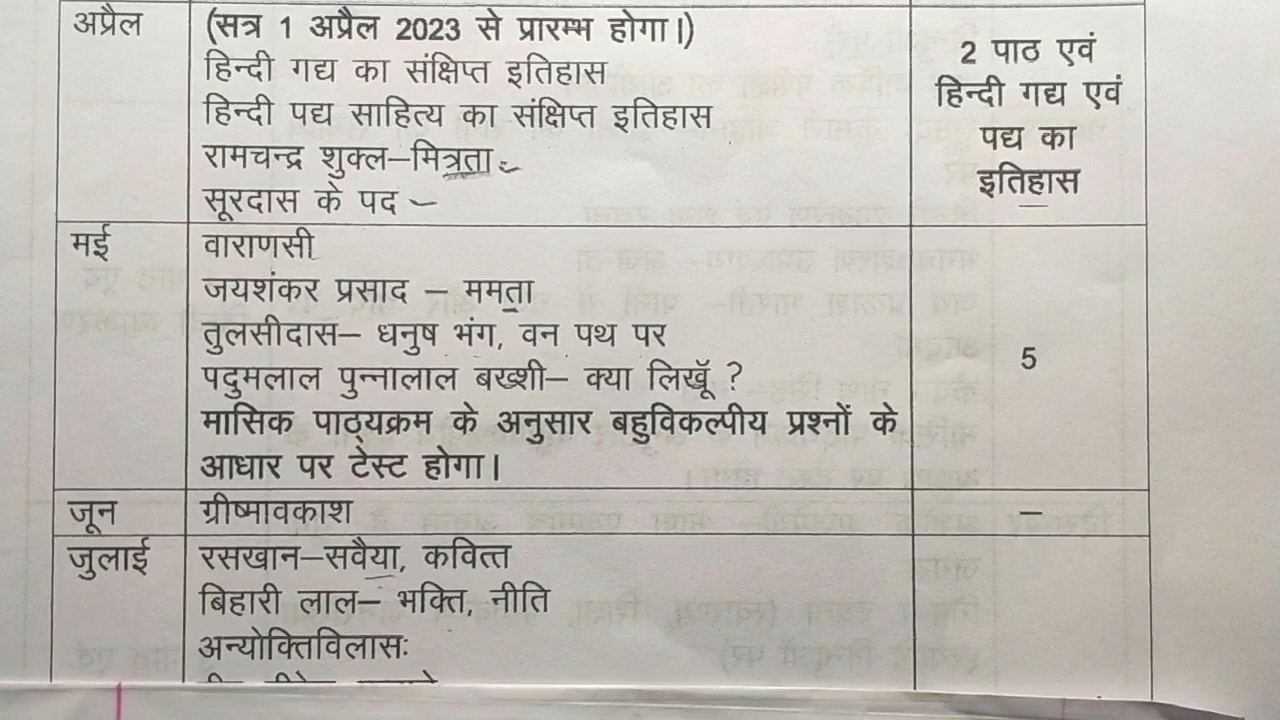 अप्रैल
(सत्र 1 अप्रैल 2023 से प्रारम्भ होगा।)
हिन्दी गद्य का संक्षिप्त इतिहास
हिन्दी पद्य साहित्य का संक्षिप्त इतिहास
रामचन्द्र शुक्ल–मित्रता
सूरदास के पद
2 पाठ एवं
हिन्दी गद्य एवं
पद्य का
इतिहास
मई
वाराणसी
जयशंकर प्रसाद – ममता
तुलसीदास– धनुष भंग, वन पथ पर
पदुमलाल पुन्नालाल बख्शी– क्या लिखूँ ?
मासिक पाठ्यक्रम के अनुसार बहुविकल्पीय प्रश्नों के
आधार पर टेस्ट होगा।
5
जून
ग्रीष्मावकाश
–
जुलाई
रसखान–सवैया, कवित्त
बिहारी लाल– भक्ति, नीति
अन्योक्तिविलासः